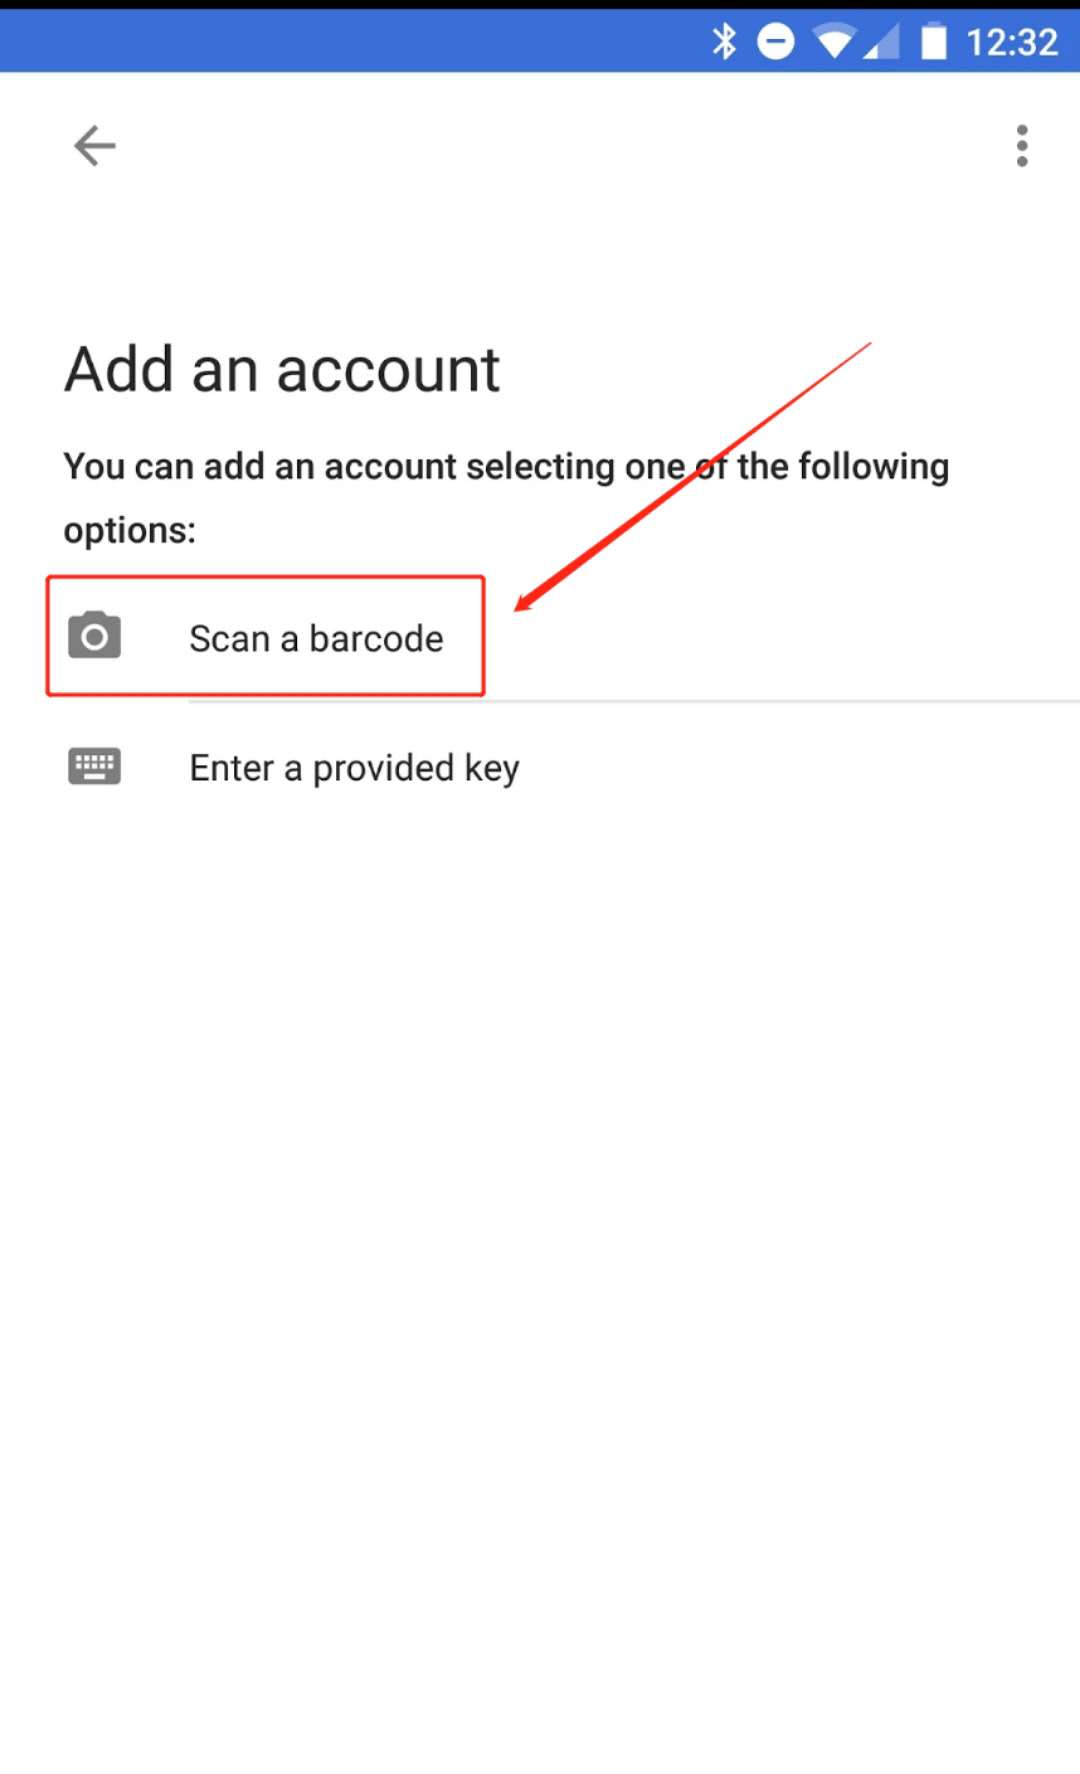 12:32
Add an account
You can add an account selecting one of the following
options:
Scan a barcode
Enter a provided key